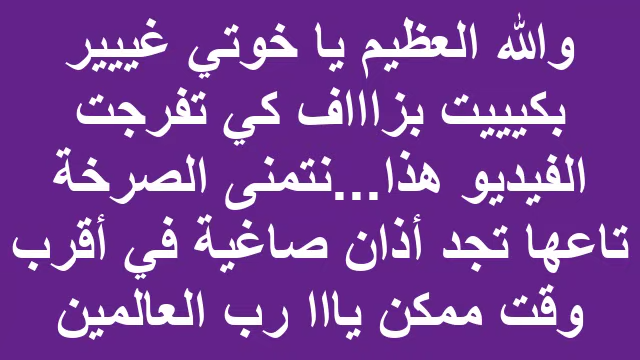 والله العظيم يا خوتي غيييير
بكيييت بزاااف كي تفرجت
الفيديو هذا...نتمنى الصرخة
تاعها تجد أذان صاغية في أقرب
وقت ممكن يااا رب العالمين